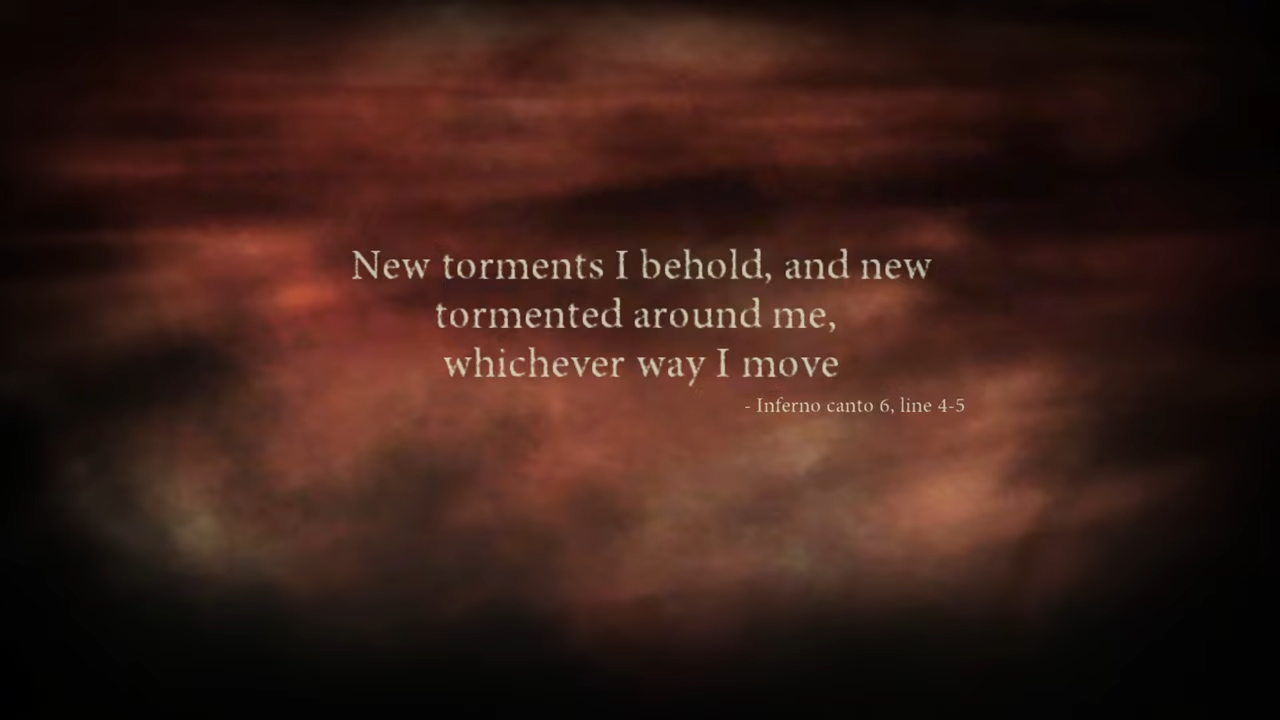 New torments I behold, and new
tormented around me,
whichever way I move
- Inferno canto 6, line 4-5